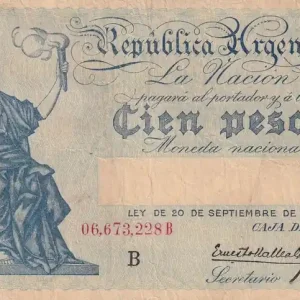 República Argen
La Nación
pagará al portador y á
Cien peso
Moneda nacional
LEY DE 20 DE SEPTIEMBRE DE
06,673,228 B
CAJA DE
B
Secretario